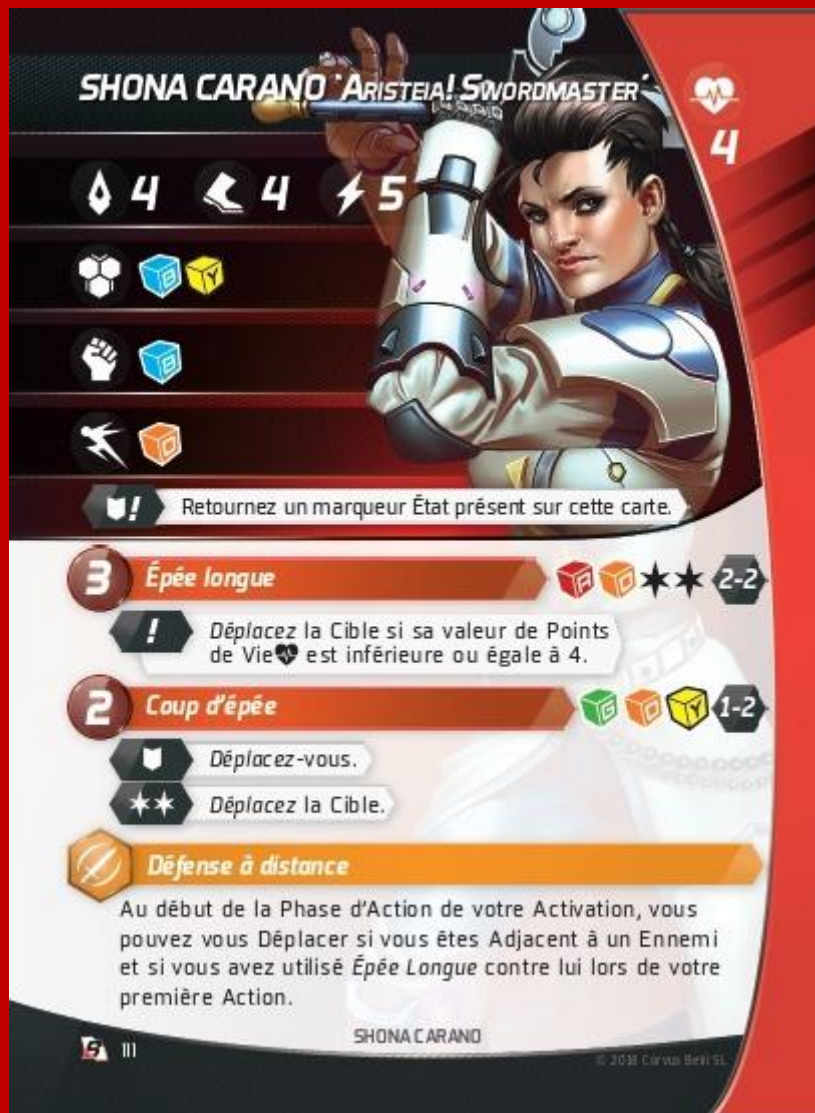 SHONA CARANO `ARISTEIA! SWORDMASTER´
4
4 4 5
B Y
B
O
! Retournez un marqueur État présent sur cette carte.
3 Épée longue R O 2-2
! Déplacez la Cible si sa valeur de Points
de Vie est inférieure ou égale à 4.
2 Coup d'épée G O Y 1-2
Déplacez-vous.
Déplacez la Cible.
Défense à distance
Au début de la Phase d'Action de votre Activation, vous
pouvez vous Déplacer si vous êtes Adjacent à un Ennemi
et si vous avez utilisé Épée Longue contre lui lors de votre
première Action.
SHONA CARANO
111
© 2018 Corvus Belli SL